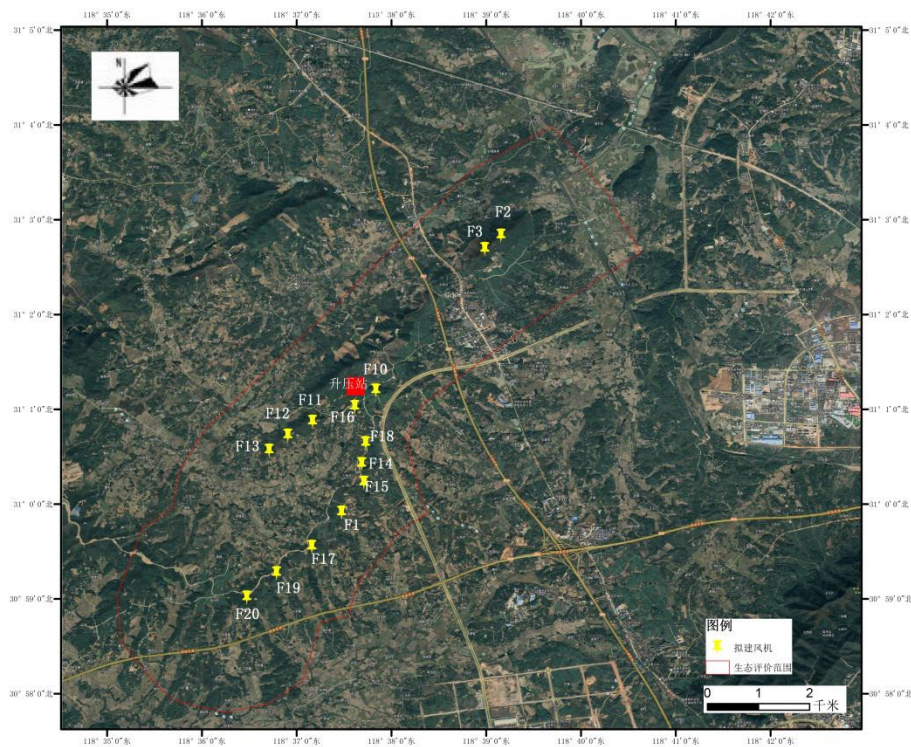 118° 35'0"东
118° 36'0"东
118° 37'0"东
118° 38'0"东
118° 39'0"东
118° 40'0"东
118° 41'0"东
118° 42'0"东
31° 5'0"北
31° 5'0"北
N
31° 4'0"北
31° 4'0"北
31° 3'0"北
F2
31° 3'0"北
F3
31° 2'0"北
31° 2'0"北
F10
升压站
31° 1'0"北
F16
F11
F12
31° 1'0"北
F13
F18
F14
F15
31° 0'0"北
F1
31° 0'0"北
F17
F19
30° 59'0"北
F20
30° 59'0"北
图例
拟建风机
生态评价范围
30° 58'0"北
30° 58'0"北
0 1 2
千米
118° 35'0"东
118° 36'0"东
118° 37'0"东
118° 38'0"东
118° 39'0"东
118° 40'0"东
118° 41'0"东
118° 42'0"东